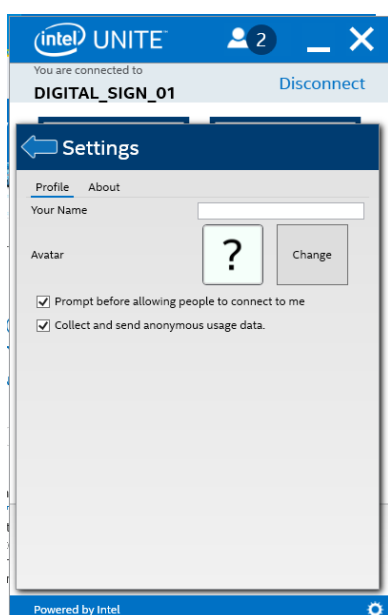 intel UNITE™ 2
You are connected to
DIGITAL_SIGN_01
Disconnect
Settings
Profile About
Your Name
?
Avatar
Change
Prompt before allowing people to connect to me
Collect and send anonymous usage data.
Powered by Intel